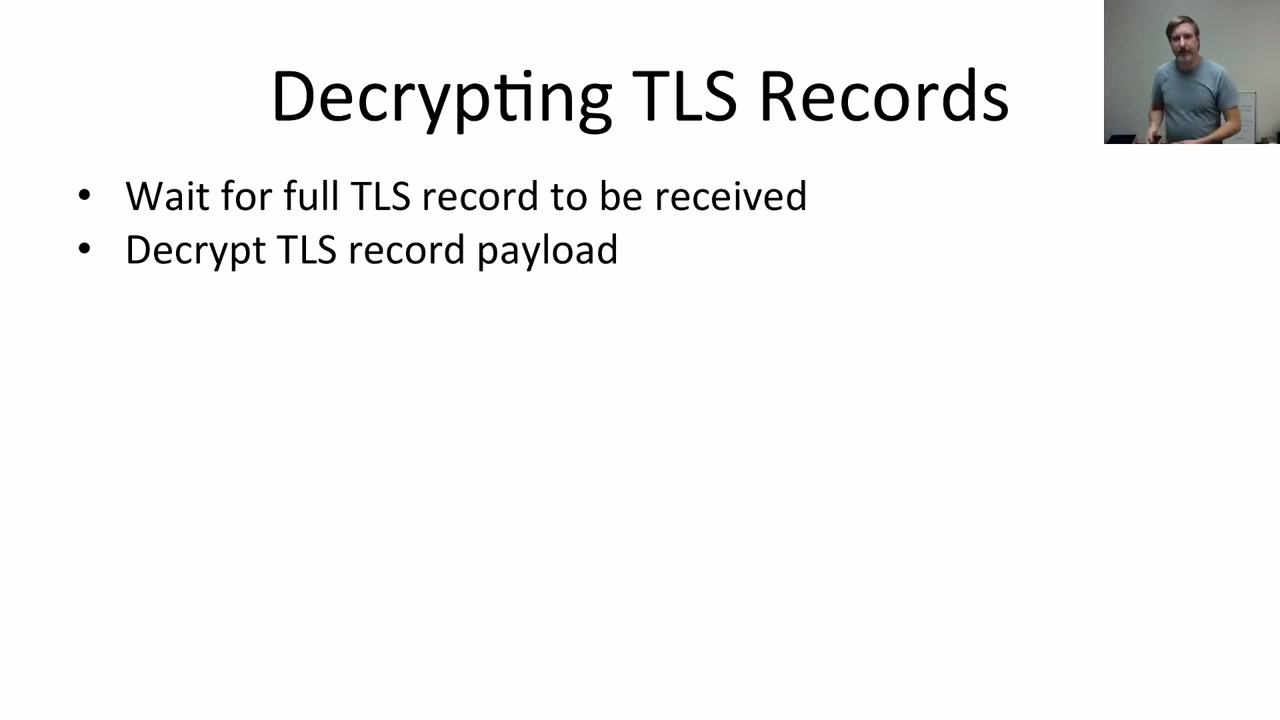 Decrypting TLS Records
• Wait for full TLS record to be received
• Decrypt TLS record payload